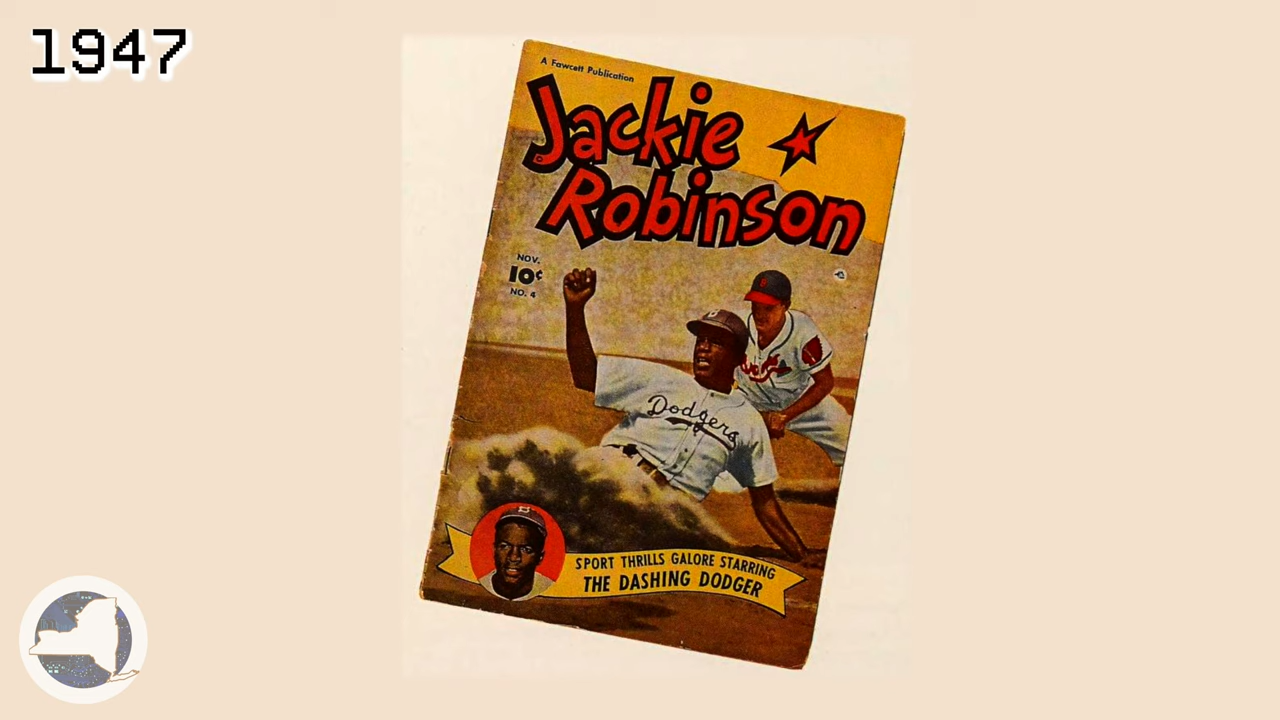 1947
A Fawcett Publication
Jackie
Robinson
NOV.
10¢
NO. 4
B
Dodgers
SPORT THRILLS GALORE STARRING
THE DASHING DODGER